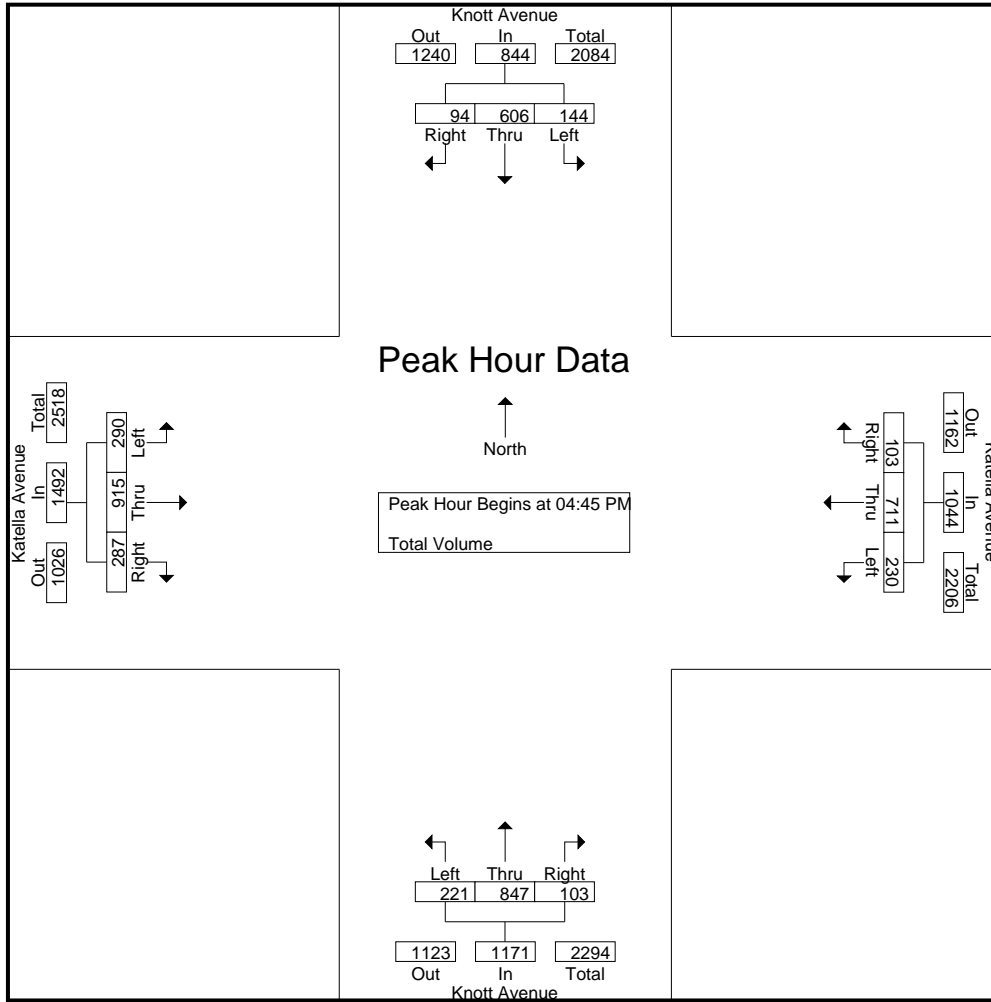 Knott Avenue
Out In Total
1240 844 2084
94 606 144
Right Thru Left
Peak Hour Data
North
Peak Hour Begins at 04:45 PM
Total Volume
Katella Avenue
Total In Out
2518 1492 1026
290 915 287
Left Thru Right
Right Thru Left
103 711 230
1162 1044 2206
Out In Total
Katella Avenue
Left Thru Right
221 847 103
1123 1171 2294
Out In Total
Knott Avenue